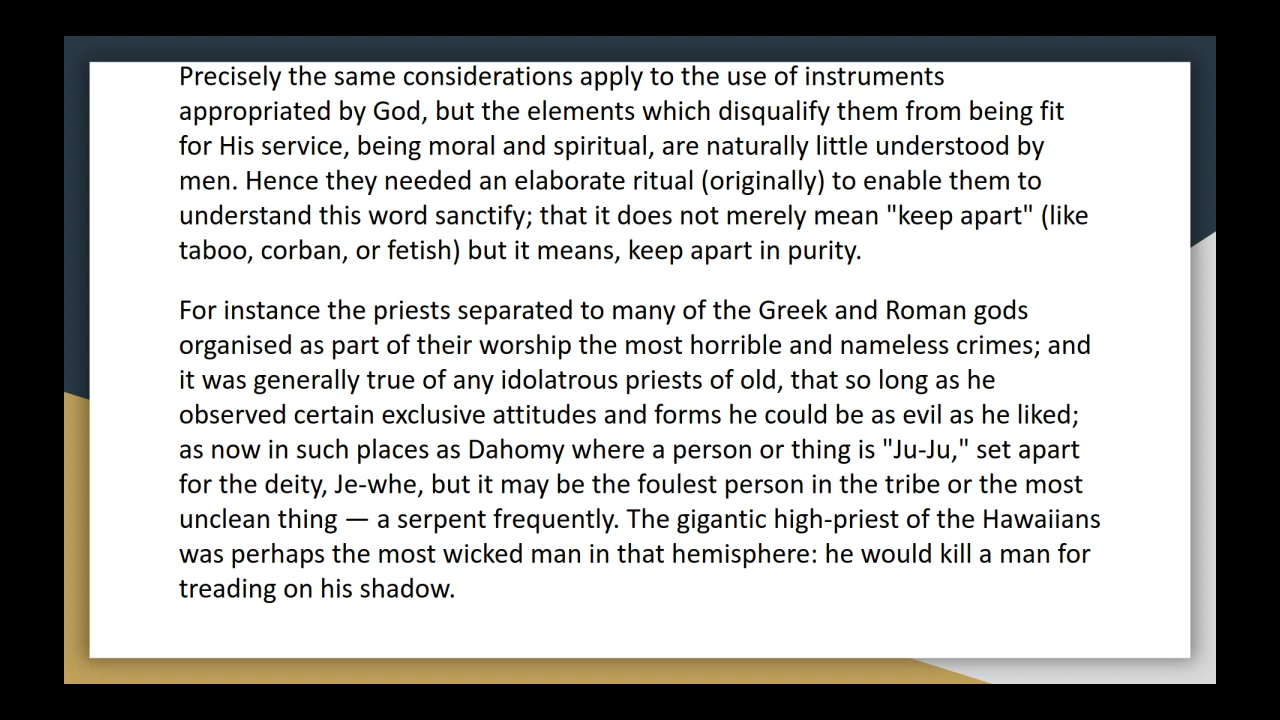 Precisely the same considerations apply to the use of instruments
appropriated by God, but the elements which disqualify them from being fit
for His service, being moral and spiritual, are naturally little understood by
men. Hence they needed an elaborate ritual (originally) to enable them to
understand this word sanctify; that it does not merely mean "keep apart" (like
taboo, corban, or fetish) but it means, keep apart in purity.
For instance the priests separated to many of the Greek and Roman gods
organised as part of their worship the most horrible and nameless crimes; and
it was generally true of any idolatrous priests of old, that so long as he
observed certain exclusive attitudes and forms he could be as evil as he liked;
as now in such places as Dahomy where a person or thing is "Ju-Ju," set apart
for the deity, Je-whe, but it may be the foulest person in the tribe or the most
unclean thing — a serpent frequently. The gigantic high-priest of the Hawaiians
was perhaps the most wicked man in that hemisphere: he would kill a man for
treading on his shadow.